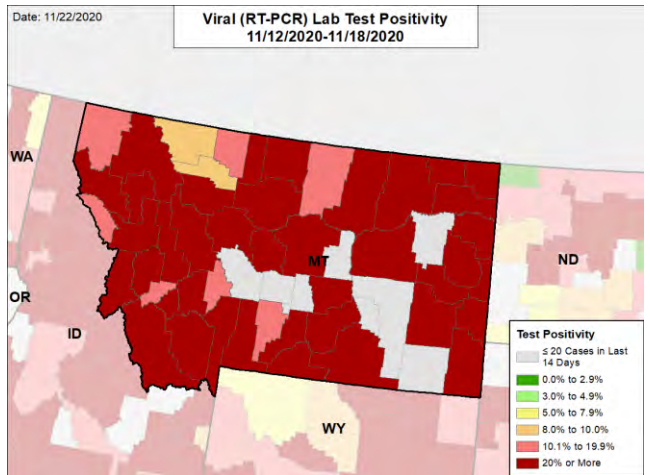 Date: 11/22/2020
Viral (RT-PCR) Lab Test Positivity
11/12/2020-11/18/2020
WA
MT
ND
OR
ID
WY
Test Positivity
≤ 20 Cases in Last
14 Days
0.0% to 2.9%
3.0% to 4.9%
5.0% to 7.9%
8.0% to 10.0%
10.1% to 19.9%
20% or More